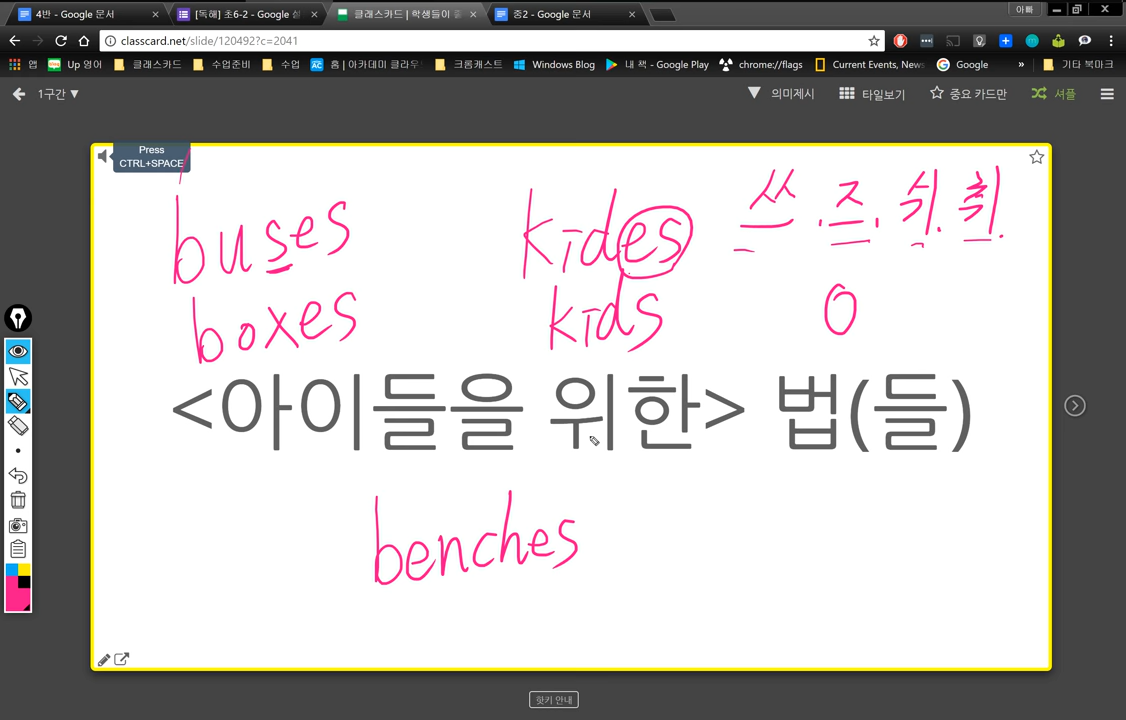 4반 - Google 문서
[독해] 초6-2 - Google 설
클래스카드 | 학생들이 좋
중2 - Google 문서
아빠
classcard.net/slide/120492?c=2041
앱
Up 영어
클래스카드
수업준비
수업
홈 | 아카데미 클라우
크롬캐스트
Windows Blog
내 책 - Google Play
chrome://flags
Current Events, News
Google
»
기타 북마크
1구간 ▼
의미제시
타일보기
중요 카드만
셔플
Press
CTRL+SPACE
buses
kides
쓰.즈.쉬.취.
boxes
kids
o
<아이들을 위한> 법(들)
benches
핫키 안내